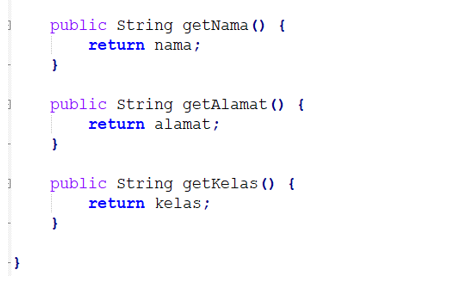 public String getNama() {
return nama;
}
public String getAlamat() {
return alamat;
}
public String getKelas() {
return kelas;
}
}